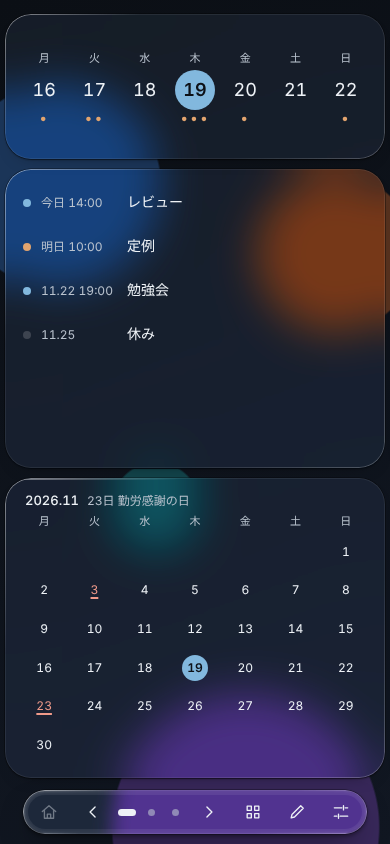 月 火 水 木 金 土 日
16 17 18 19 20 21 22
今日 14:00 レビュー
明日 10:00 定例
11.22 19:00 勉強会
11.25 休み
2026.11 23日 勤労感謝の日
月 火 水 木 金 土 日
1
2 3 4 5 6 7 8
9 10 11 12 13 14 15
16 17 18 19 20 21 22
23 24 25 26 27 28 29
30